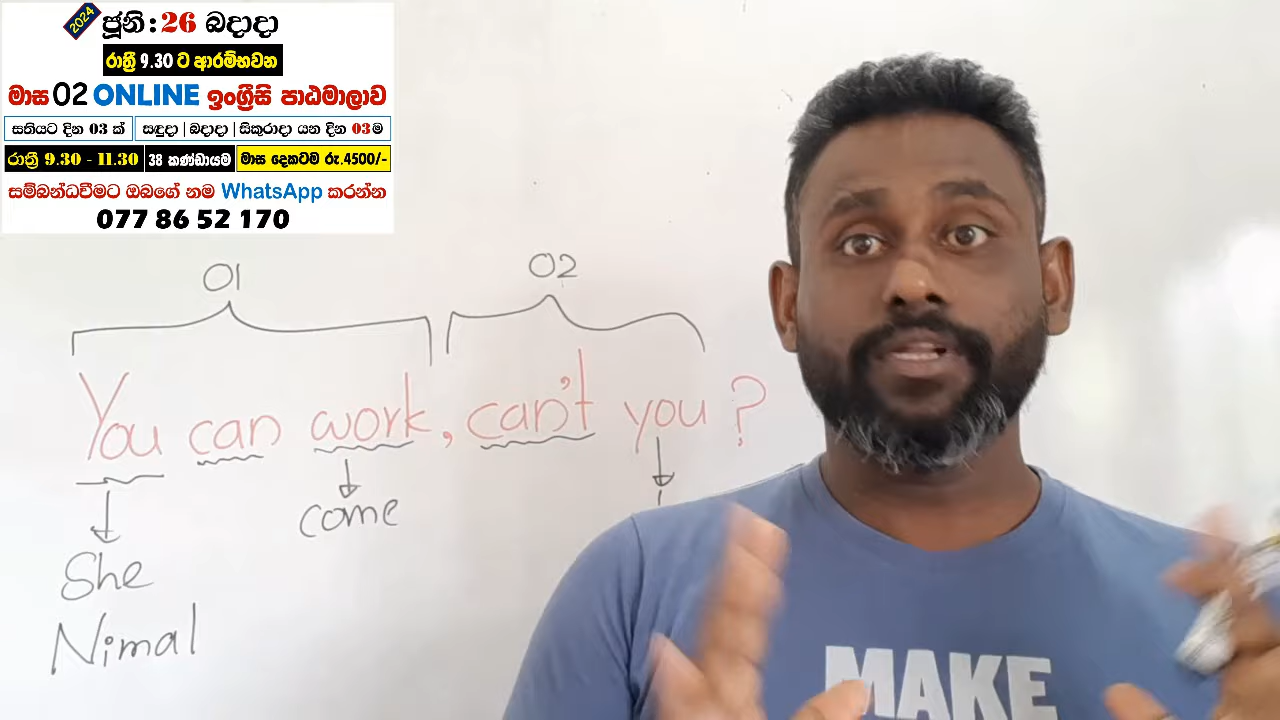 2024 ජූනි : 26 බදාදා
රාත්‍රී 9.30 ට ආරම්භවන
මාස 02 ONLINE ඉංග්‍රීසි පාඨමාලාව
සතියට දින 03 ක් සඳුදා | බදාදා | සිකුරාදා යන දින 03 ම
රාත්‍රී 9.30 - 11.30 38 කණ්ඩායම මාස දෙකටම රු.4500/-
සම්බන්ධවීමට ඔබගේ නම WhatsApp කරන්න
077 86 52 170
01 02
You can work, can't you ?
come
She
Nimal
MAKE